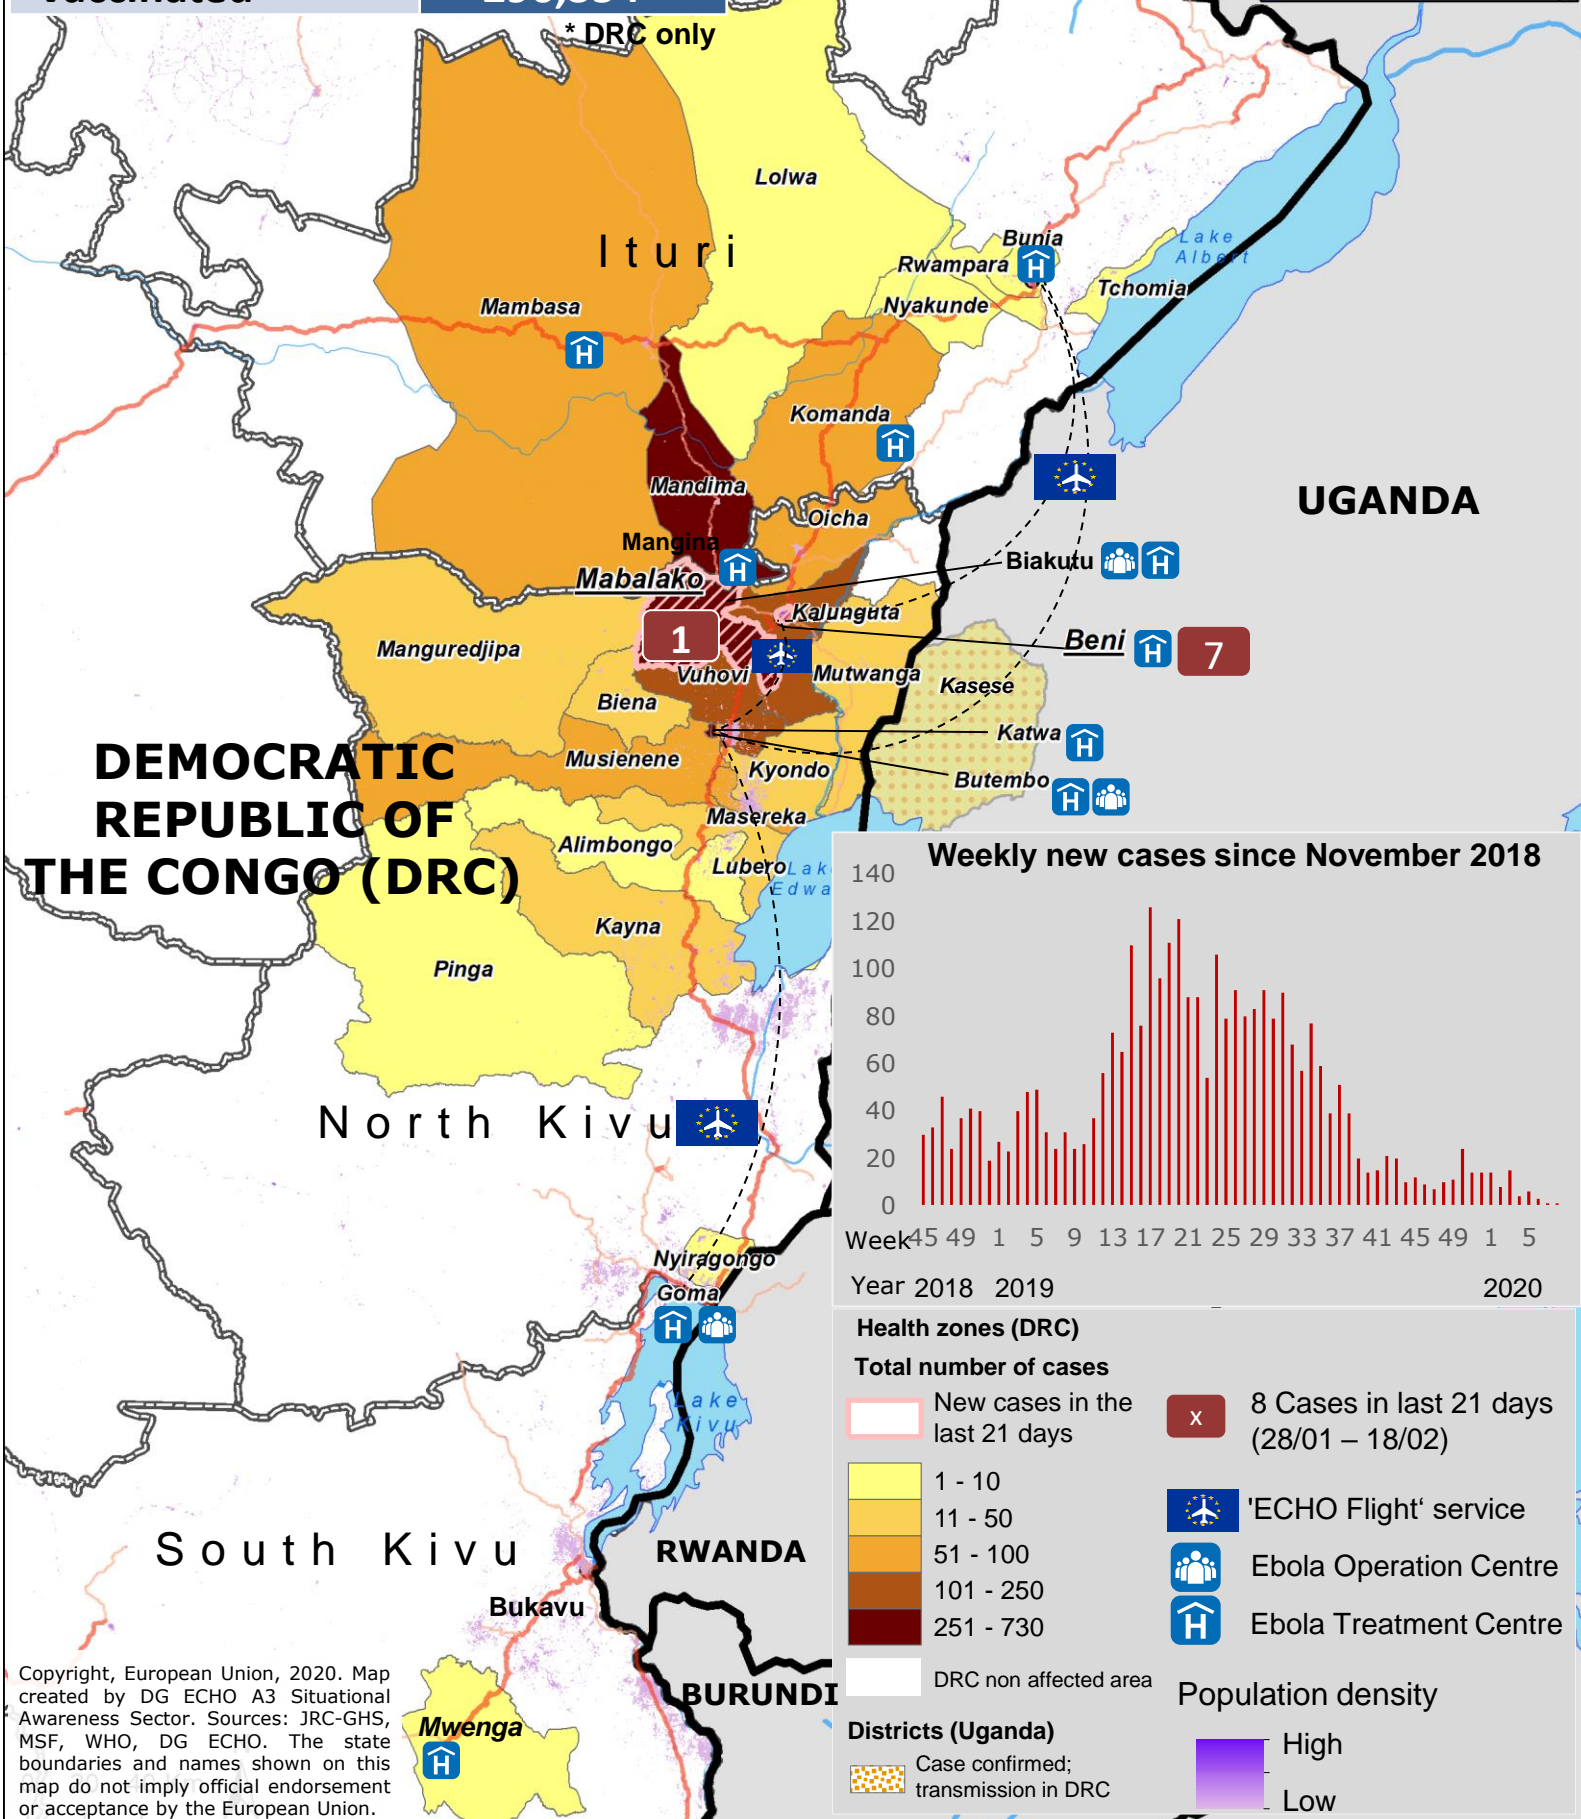 * DRC only
Lolwa
Ituri
Bunia
Lake
Albert
Rwampara
Tchomia
Mambasa
Nyakunde
Komanda
Mandima
UGANDA
Oicha
Mangina
Biakutu
Mabalako
Kalunguta
1
Beni
7
Manguredjipa
Vuhovi
Mutwanga
Kasese
Biena
Katwa
DEMOCRATIC
REPUBLIC OF
THE CONGO (DRC)
Musienene
Kyondo
Butembo
Masereka
Alimbongo
Lubero
Kayna
Pinga
North Kivu
Nyiragongo
Goma
Lake
Kivu
South Kivu
RWANDA
Bukavu
BURUNDI
Mwenga
Weekly new cases since November 2018
140
120
100
80
60
40
20
0
Week 45 49 1 5 9 13 17 21 25 29 33 37 41 45 49 1 5
Year 2018 2019 2020
Health zones (DRC)
Total number of cases
New cases in the
last 21 days
1 - 10
11 - 50
51 - 100
101 - 250
251 - 730
DRC non affected area
Districts (Uganda)
Case confirmed;
transmission in DRC
x
8 Cases in last 21 days
(28/01 – 18/02)
'ECHO Flight‘ service
Ebola Operation Centre
Ebola Treatment Centre
Population density
High
Low
Copyright, European Union, 2020. Map
created by DG ECHO A3 Situational
Awareness Sector. Sources: JRC-GHS,
MSF, WHO, DG ECHO. The state
boundaries and names shown on this
map do not imply official endorsement
or acceptance by the European Union.